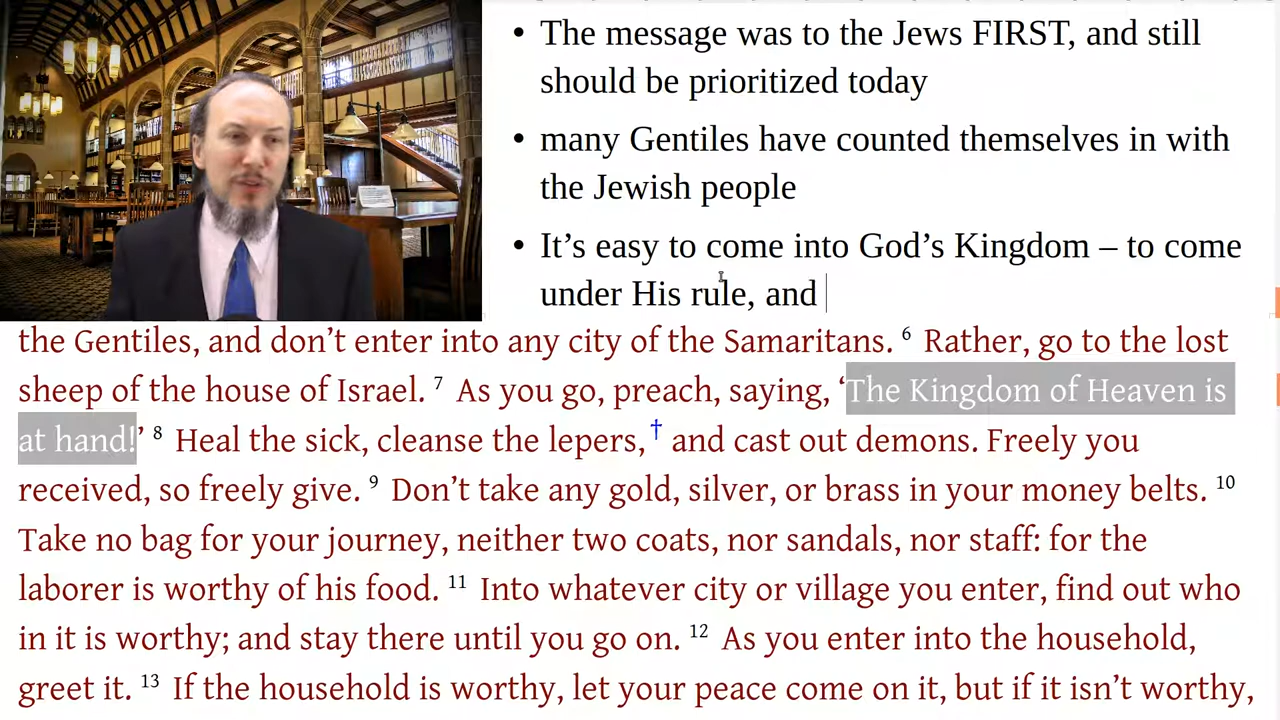 • The message was to the Jews FIRST, and still
should be prioritized today
• many Gentiles have counted themselves in with
the Jewish people
• It’s easy to come into God’s Kingdom – to come
under His rule, and
the Gentiles, and don’t enter into any city of the Samaritans. 6 Rather, go to the lost
sheep of the house of Israel. 7 As you go, preach, saying, ‘The Kingdom of Heaven is
at hand!’ 8 Heal the sick, cleanse the lepers,† and cast out demons. Freely you
received, so freely give. 9 Don’t take any gold, silver, or brass in your money belts. 10
Take no bag for your journey, neither two coats, nor sandals, nor staff: for the
laborer is worthy of his food. 11 Into whatever city or village you enter, find out who
in it is worthy; and stay there until you go on. 12 As you enter into the household,
greet it. 13 If the household is worthy, let your peace come on it, but if it isn’t worthy,